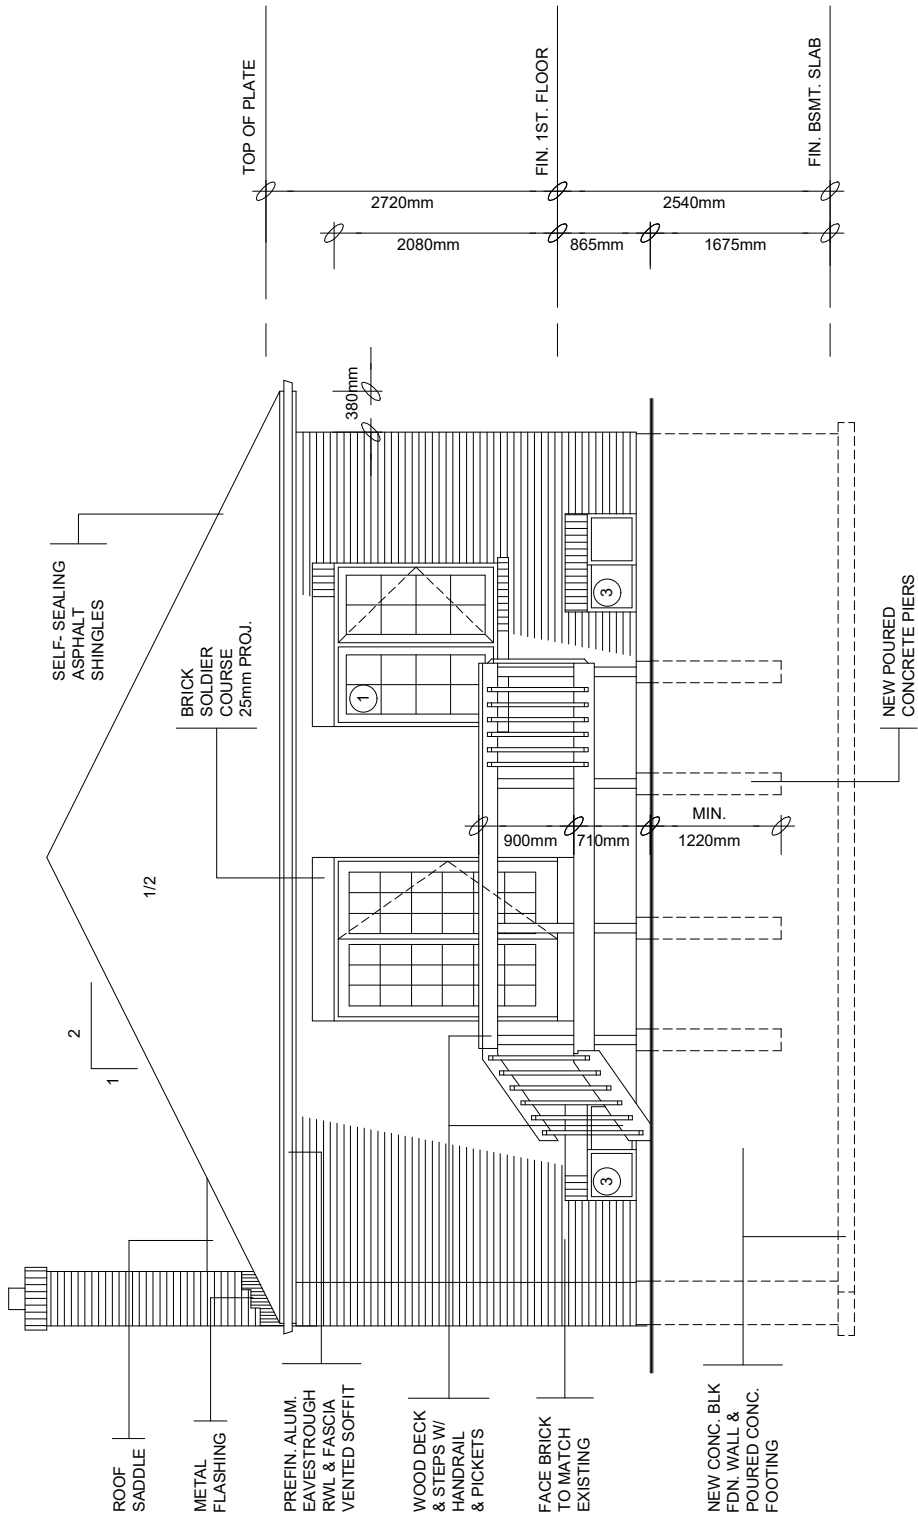 ROOF
SADDLE
METAL
FLASHING
PREFIN. ALUM.
EAVESTROUGH
RWL & FASCIA
VENTED SOFFIT
WOOD DECK
& STEPS W/
HANDRAIL
& PICKETS
FACE BRICK
TO MATCH
EXISTING
NEW CONC. BLK
FDN. WALL &
POURED CONC.
FOOTING
2
1
1/2
BRICK
SOLDIER
COURSE
25mm PROJ.
SELF- SEALING
ASPHALT
SHINGLES
1
3
3
900mm
710mm
MIN.
1220mm
NEW POURED
CONCRETE PIERS
380mm
TOP OF PLATE
2720mm
2080mm
FIN. 1ST. FLOOR
865mm
2540mm
1675mm
FIN. BSMT. SLAB